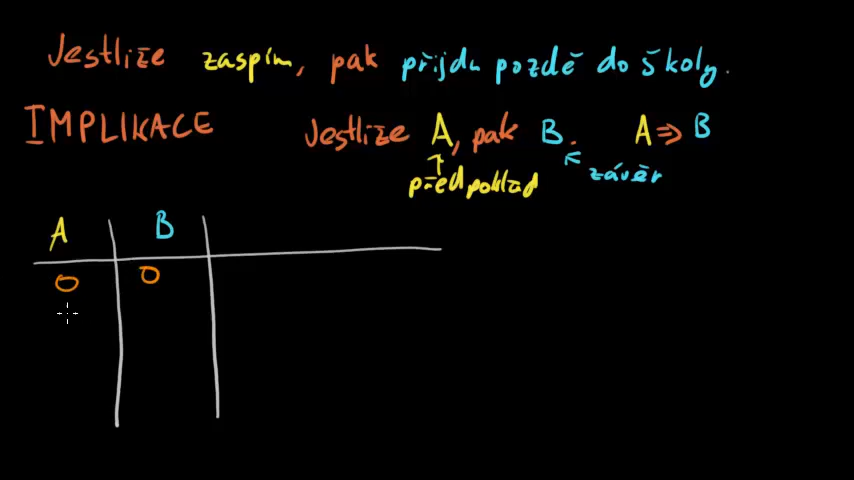 Jestliže zaspím, pak přijdu pozdě do školy.
IMPLIKACE Jestliže A, pak B. A ⇒ B
předpoklad závěr
A B
0 0